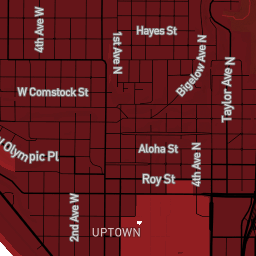 4th Ave W
1st Ave N
Hayes St
Bigelow Ave N
Taylor Ave N
W Comstock St
W Olympic Pl
Aloha St
4th Ave N
Roy St
2nd Ave W
UPTOWN